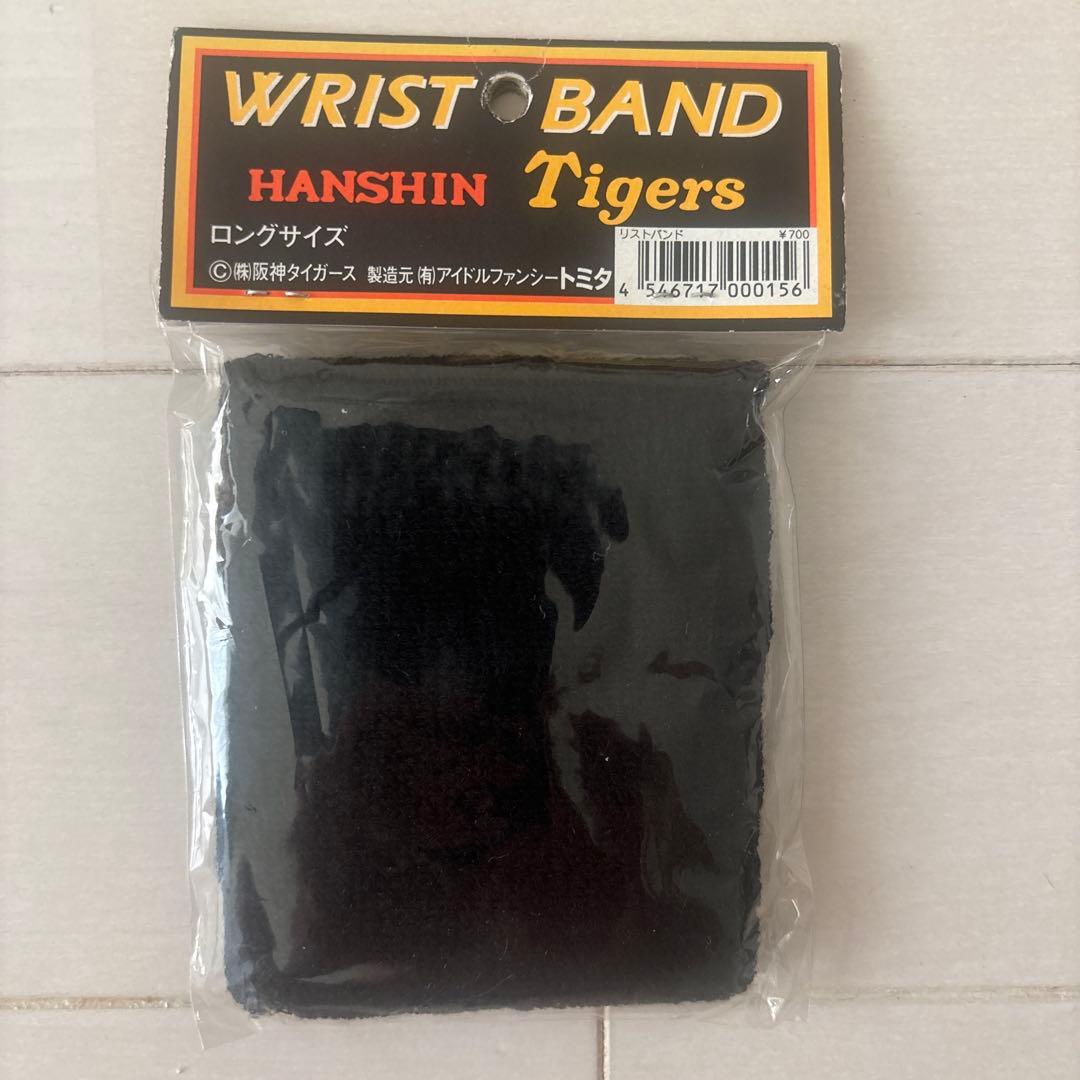 WRIST BAND
HANSHIN Tigers
ロングサイズ
リストバンド ¥700
©㈱阪神タイガース 製造元㈲アイドルファンシートミタ
4 546717 000156